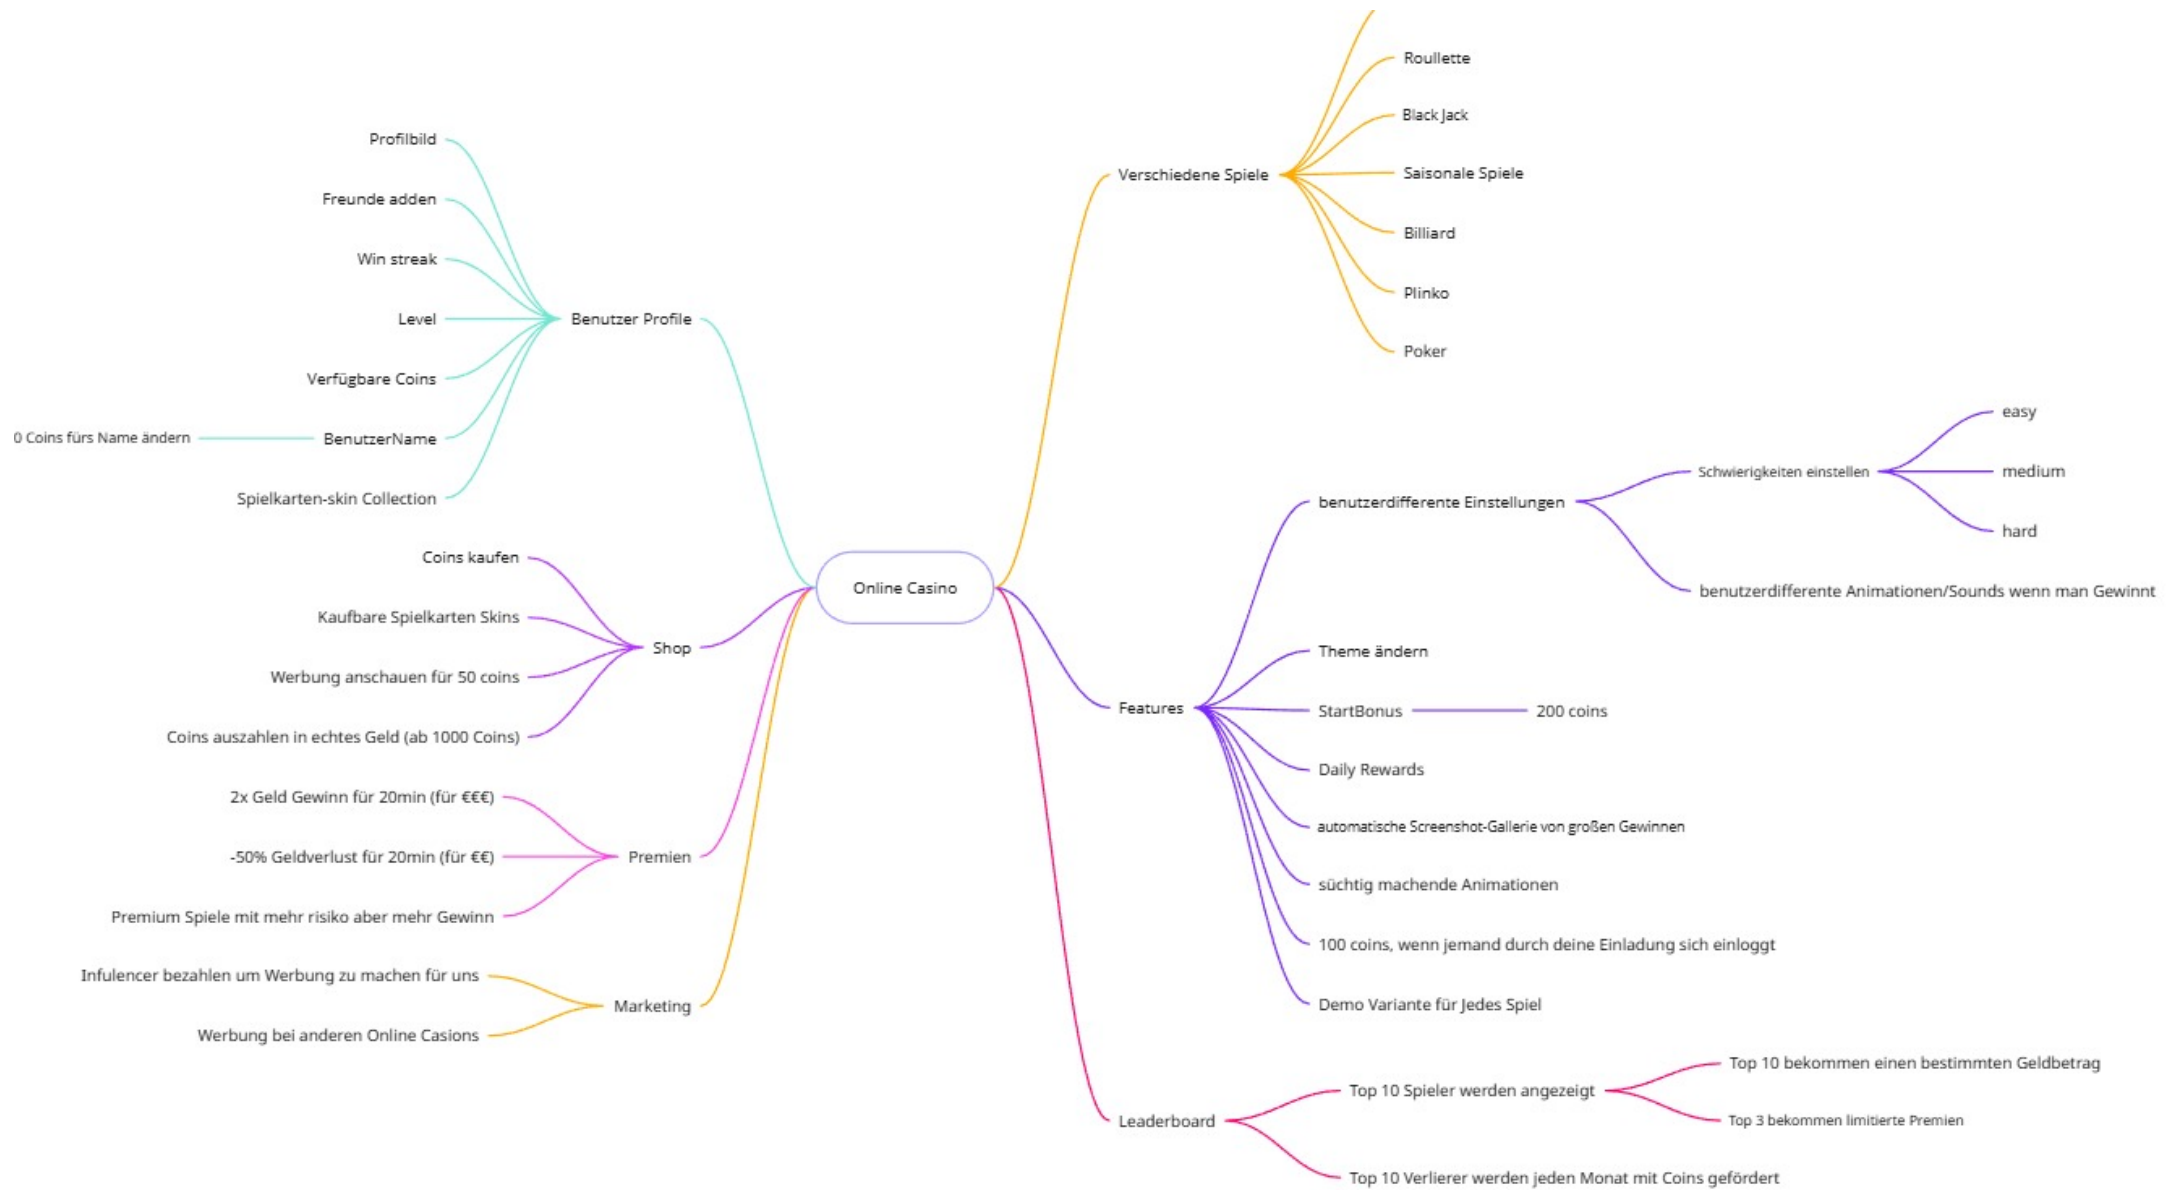 Online Casino
Benutzer Profile
Profilbild
Freunde adden
Win streak
Level
Verfügbare Coins
BenutzerName
0 Coins fürs Name ändern
Spielkarten-skin Collection
Shop
Coins kaufen
Kaufbare Spielkarten Skins
Werbung anschauen für 50 coins
Coins auszahlen in echtes Geld (ab 1000 Coins)
Premien
2x Geld Gewinn für 20min (für €€€)
-50% Geldverlust für 20min (für €€)
Premium Spiele mit mehr risiko aber mehr Gewinn
Marketing
Infulencer bezahlen um Werbung zu machen für uns
Werbung bei anderen Online Casions
Verschiedene Spiele
Roullette
Black Jack
Saisonale Spiele
Billiard
Plinko
Poker
Features
benutzerdifferente Einstellungen
Schwierigkeiten einstellen
easy
medium
hard
benutzerdifferente Animationen/Sounds wenn man Gewinnt
Theme ändern
StartBonus
200 coins
Daily Rewards
automatische Screenshot-Gallerie von großen Gewinnen
süchtig machende Animationen
100 coins, wenn jemand durch deine Einladung sich einloggt
Demo Variante für Jedes Spiel
Leaderboard
Top 10 Spieler werden angezeigt
Top 10 bekommen einen bestimmten Geldbetrag
Top 3 bekommen limitierte Premien
Top 10 Verlierer werden jeden Monat mit Coins gefördert